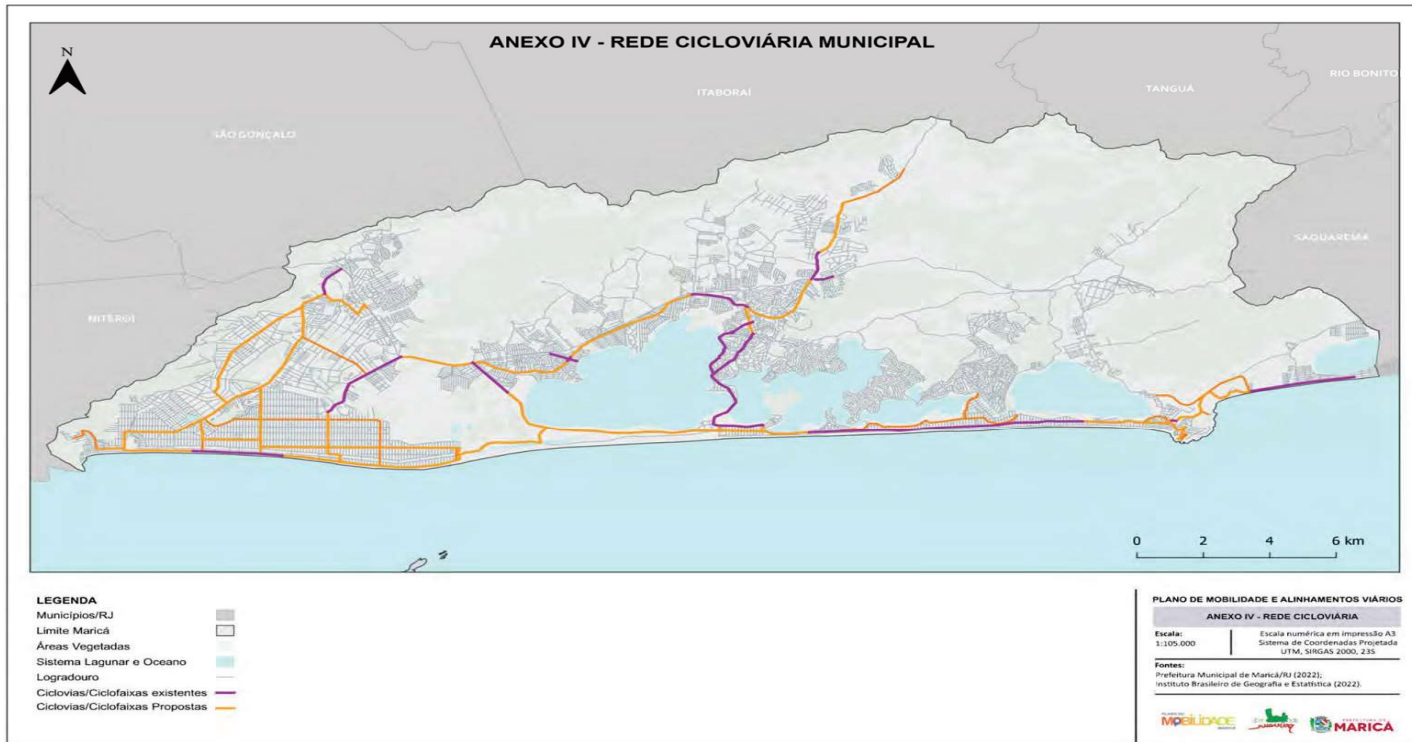 ANEXO IV - REDE CICLOVIÁRIA MUNICIPAL
N
RIO BONITO
TANGUÁ
ITABORAÍ
SÃO GONÇALO
SAQUAREMA
NITERÓI
0 2 4 6 km
LEGENDA
Municípios/RJ
Limite Maricá
Áreas Vegetadas
Sistema Lagunar e Oceano
Logradouro
Ciclovias/Ciclofaixas existentes
Ciclovias/Ciclofaixas Propostas
PLANO DE MOBILIDADE E ALINHAMENTOS VIÁRIOS
ANEXO IV - REDE CICLOVIÁRIA
Escala:
1:105.000
Escala numérica em impressão A3
Sistema de Coordenadas Projetada
UTM, SIRGAS 2000, 23S
Fontes:
Prefeitura Municipal de Maricá/RJ (2022);
Instituto Brasileiro de Geografia e Estatística (2022).
MOBILIDADE
PREFEITURA DE
MARICÁ